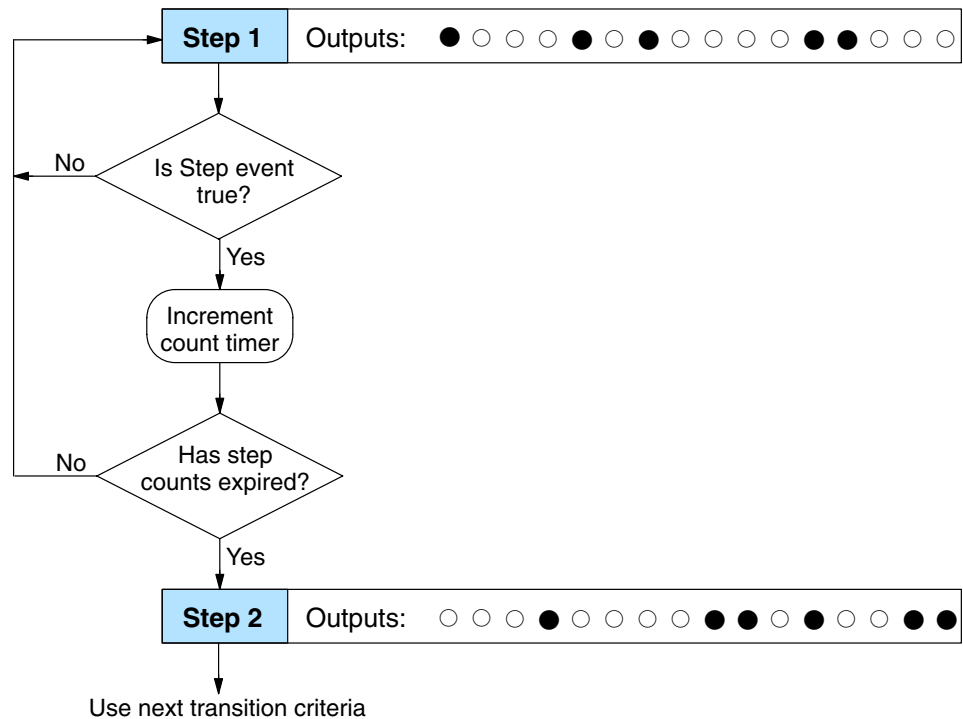 Step 1
Outputs:
No
Is Step event
true?
Yes
Increment
count timer
No
Has step
counts expired?
Yes
Step 2
Outputs:
Use next transition criteria